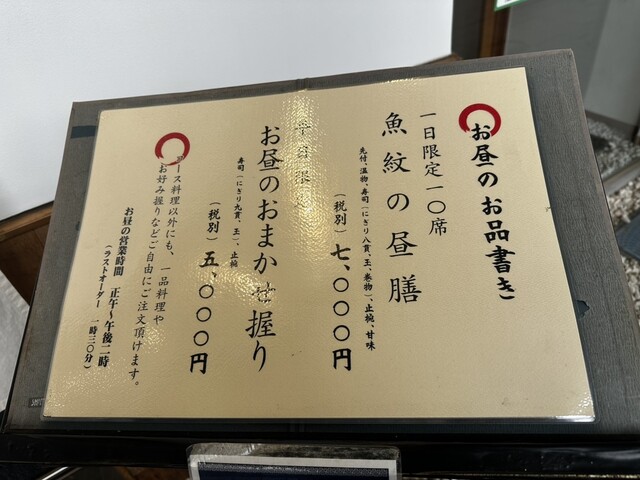 お昼のお品書き
一日限定一〇席
魚紋の昼膳
先付、温物、寿司(にぎり八貫、玉、巻物)、止椀、甘味
(税別)七、〇〇〇円
平日限定
お昼のおまかせ握り
寿司(にぎり九貫、玉)、止椀
(税別)五、〇〇〇円
コース料理以外にも、一品料理や
お好み握りなどご自由にご注文頂けます。
お昼の営業時間 正午~午後二時
(ラストオーダー 一時三〇分)